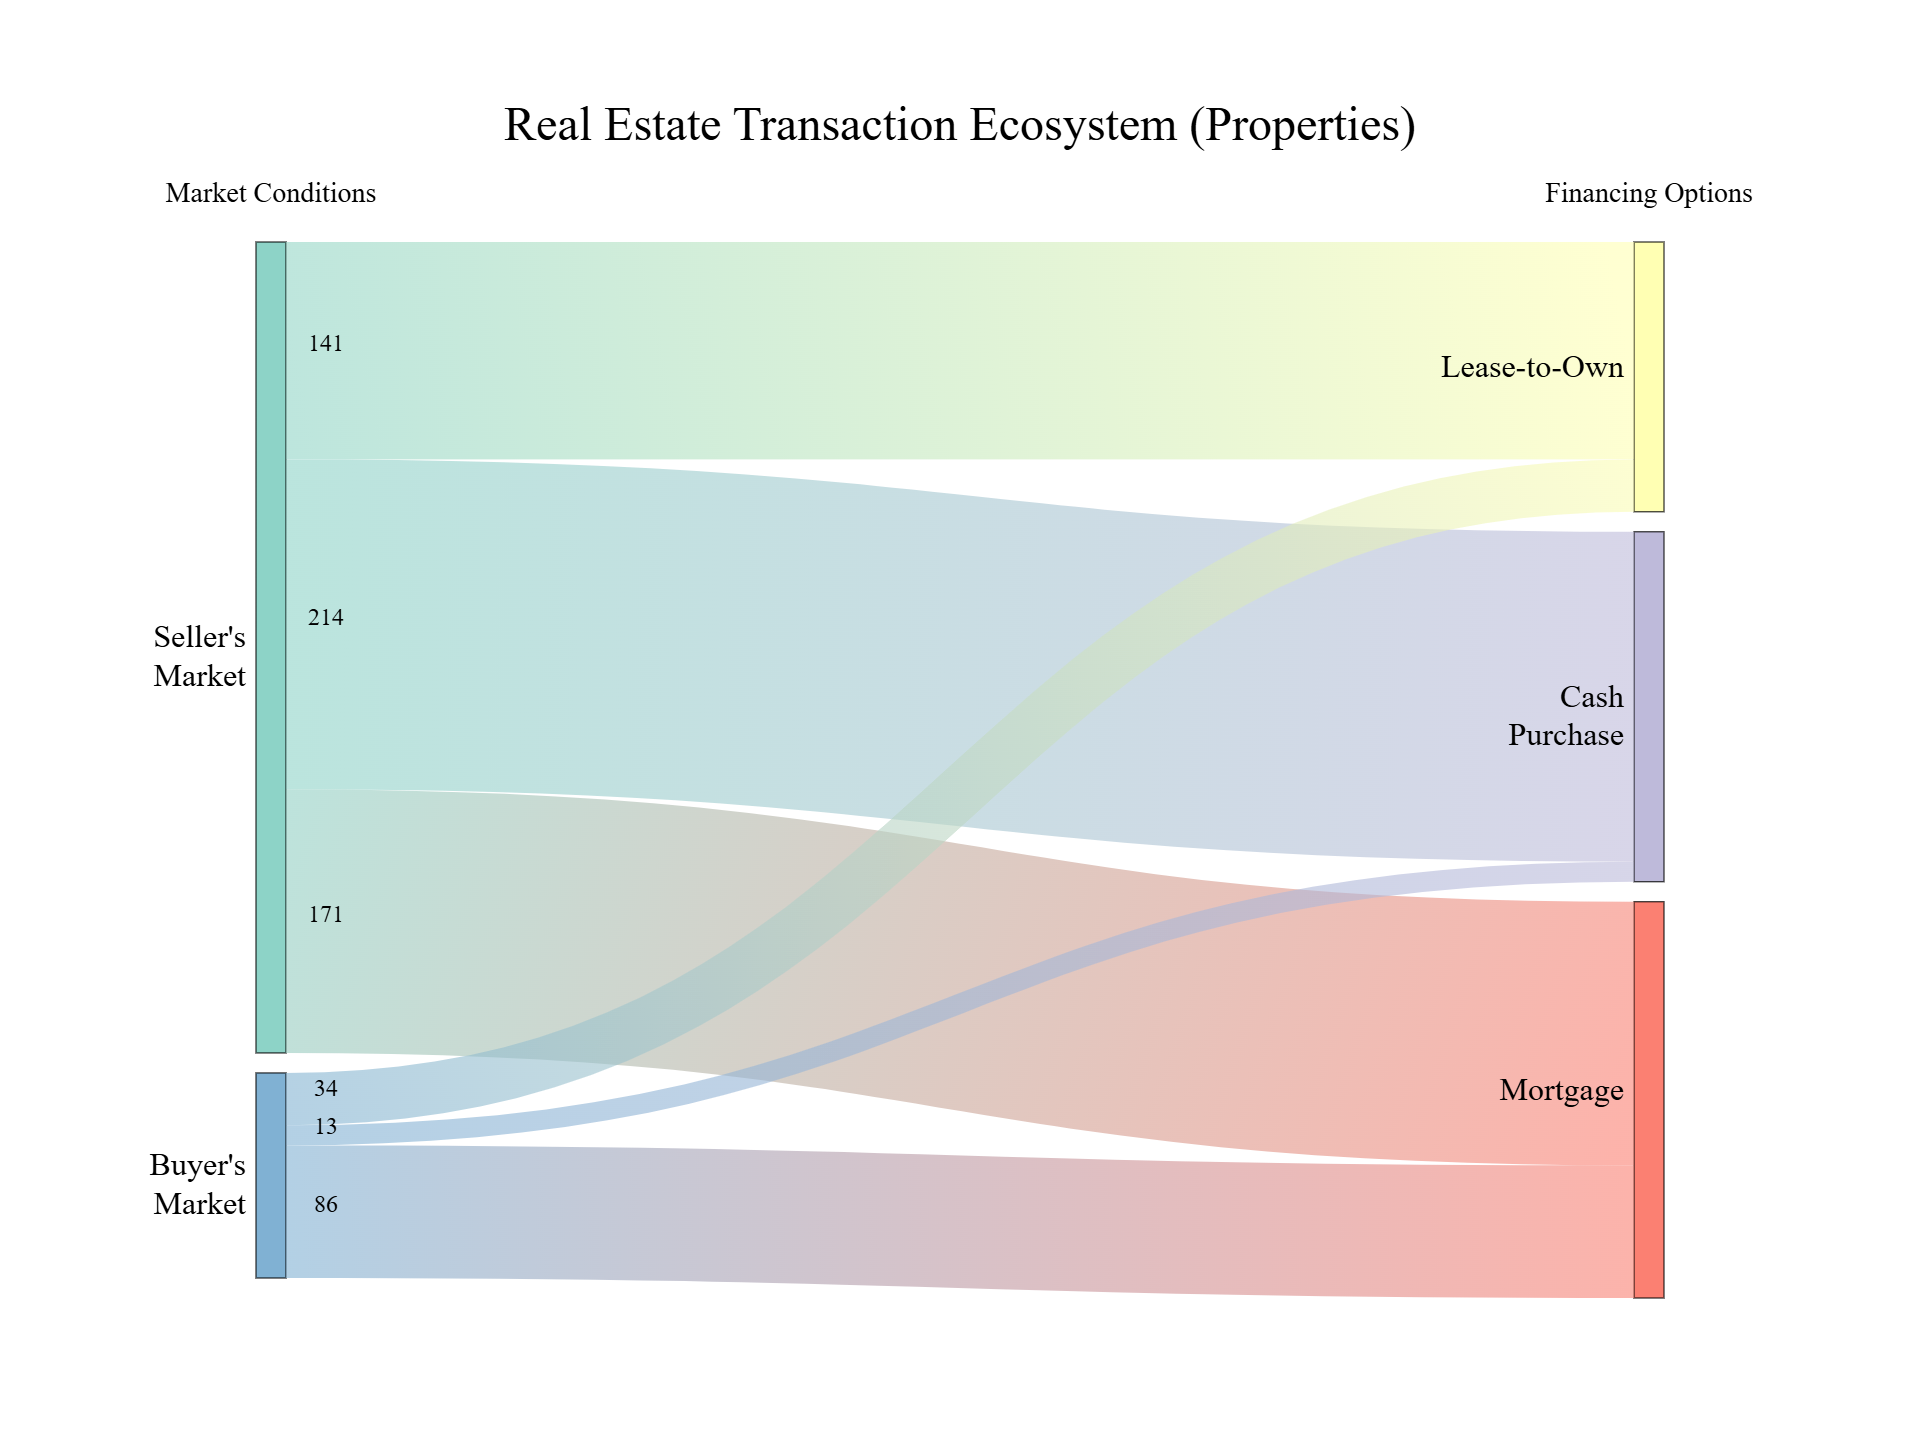 Real Estate Transaction Ecosystem (Properties)
Market Conditions
Financing Options
141
Lease-to-Own
214
Seller's
Market
Cash
Purchase
171
34
Mortgage
13
Buyer's
Market
86